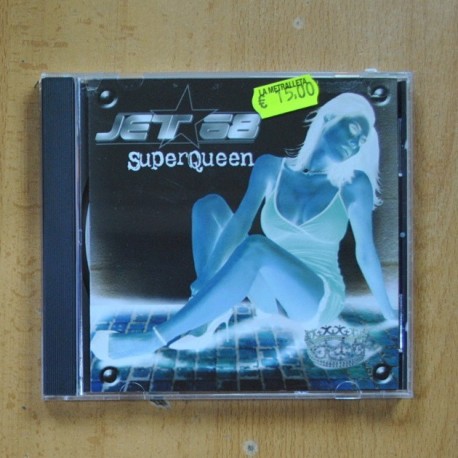 LA METRALLETA
€ 15,00
JET 68
SuperQueen